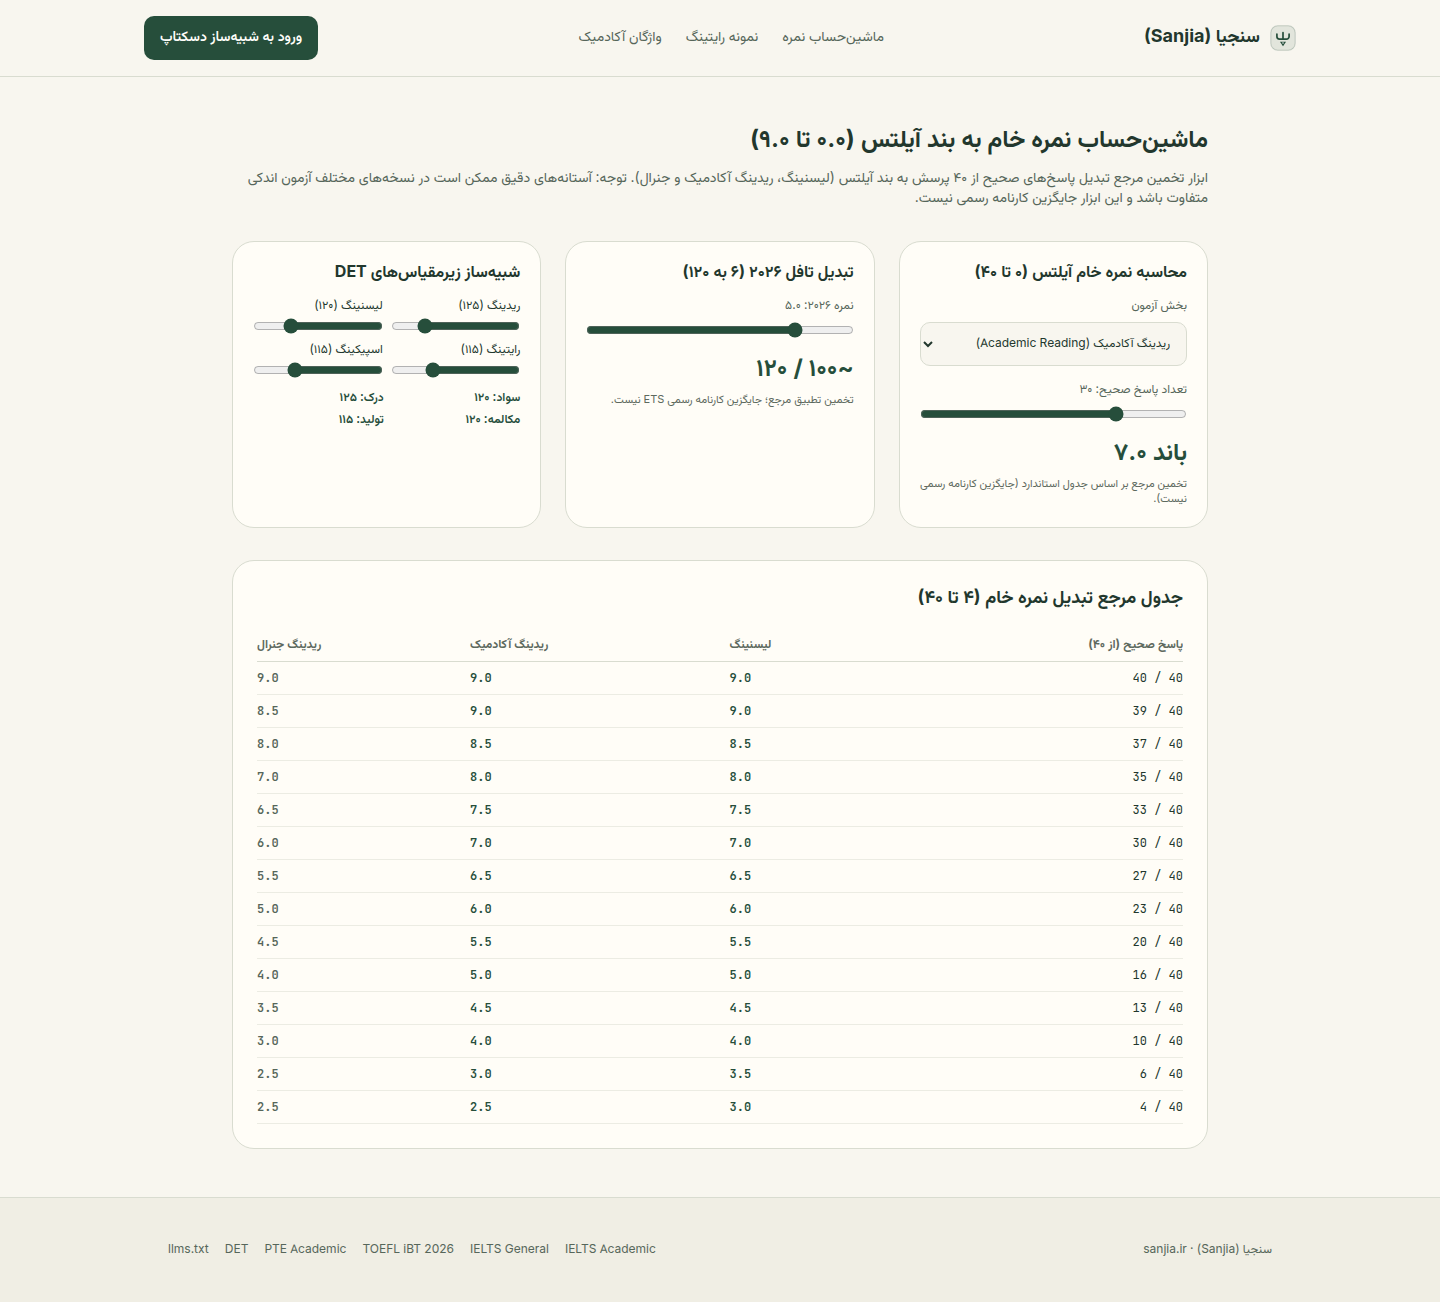 سنجیا (Sanjia)
ماشین‌حساب نمره نمونه رایتینگ واژگان آکادمیک
ورود به شبیه‌ساز دسکتاپ
ماشین‌حساب نمره خام به بند آیلتس (۰.۰ تا ۹.۰)
ابزار تخمین مرجع تبدیل پاسخ‌های صحیح از ۴۰ پرسش به بند آیلتس (لیسنینگ، ریدینگ آکادمیک و جنرال). توجه: آستانه‌های دقیق ممکن است در نسخه‌های مختلف آزمون اندکی
متفاوت باشد و این ابزار جایگزین کارنامه رسمی نیست.
محاسبه نمره خام آیلتس (۰ تا ۴۰)
بخش آزمون
ریدینگ آکادمیک (Academic Reading)
تعداد پاسخ صحیح: ۳۰
باند ۷.۰
تخمین مرجع بر اساس جدول استاندارد (جایگزین کارنامه رسمی
نیست).
تبدیل تافل ۲۰۲۶ (۶ به ۱۲۰)
نمره ۲۰۲۶: ۵.۰
~۱۰۰ / ۱۲۰
تخمین تطبیق مرجع؛ جایگزین کارنامه رسمی ETS نیست.
شبیه‌ساز زیرمقیاس‌های DET
ریدینگ (۱۲۵) لیسنینگ (۱۲۰)
رایتینگ (۱۱۵) اسپیکینگ (۱۱۵)
سواد: ۱۲۰ درک: ۱۲۵
مکالمه: ۱۲۰ تولید: ۱۱۵
جدول مرجع تبدیل نمره خام (۴ تا ۴۰)
پاسخ صحیح (از ۴۰) لیسنینگ ریدینگ آکادمیک ریدینگ جنرال
40 / 40 9.0 9.0 9.0
39 / 40 9.0 9.0 8.5
37 / 40 8.5 8.5 8.0
35 / 40 8.0 8.0 7.0
33 / 40 7.5 7.5 6.5
30 / 40 7.0 7.0 6.0
27 / 40 6.5 6.5 5.5
23 / 40 6.0 6.0 5.0
20 / 40 5.5 5.5 4.5
16 / 40 5.0 5.0 4.0
13 / 40 4.5 4.5 3.5
10 / 40 4.0 4.0 3.0
6 / 40 3.5 3.0 2.5
4 / 40 3.0 2.5 2.5
سنجیا (Sanjia) · sanjia.ir
IELTS Academic IELTS General TOEFL iBT 2026 PTE Academic DET llms.txt